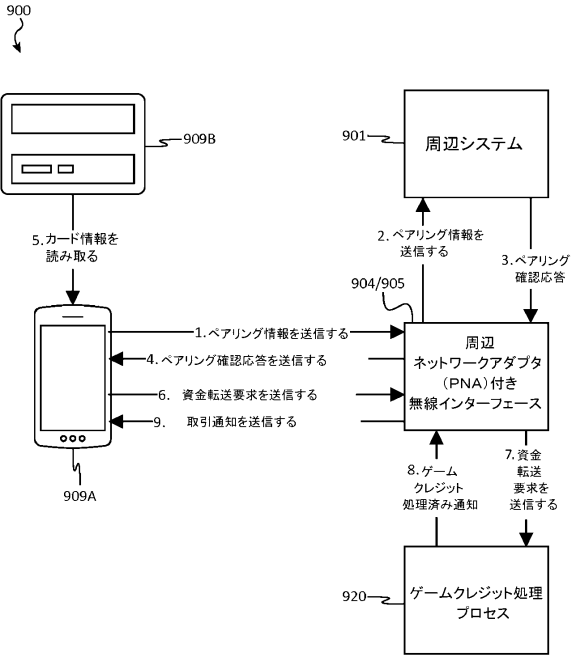 900
909B
901
周辺システム
5.カード情報を
読み取る
2.ペアリング情報を
送信する
3.ペアリング
確認応答
904/905
1.ペアリング情報を送信する
4.ペアリング確認応答を送信する
6. 資金転送要求を送信する
9. 取引通知を送信する
周辺
ネットワークアダプタ
(PNA)付き
無線インターフェース
909A
8.ゲーム
クレジット
処理済み通知
7.資金
転送
要求を
送信する
920
ゲームクレジット処理
プロセス